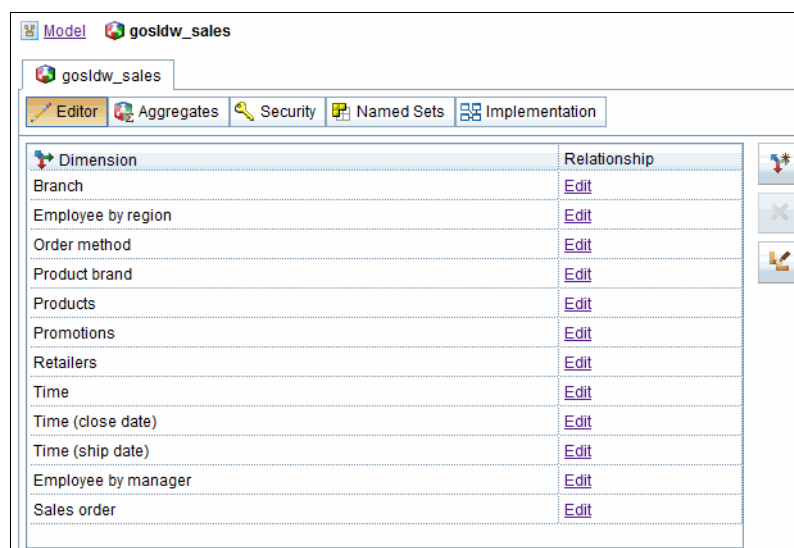 Model gosldw_sales
gosldw_sales
Editor Aggregates Security Named Sets Implementation
Dimension Relationship
Branch Edit
Employee by region Edit
Order method Edit
Product brand Edit
Products Edit
Promotions Edit
Retailers Edit
Time Edit
Time (close date) Edit
Time (ship date) Edit
Employee by manager Edit
Sales order Edit